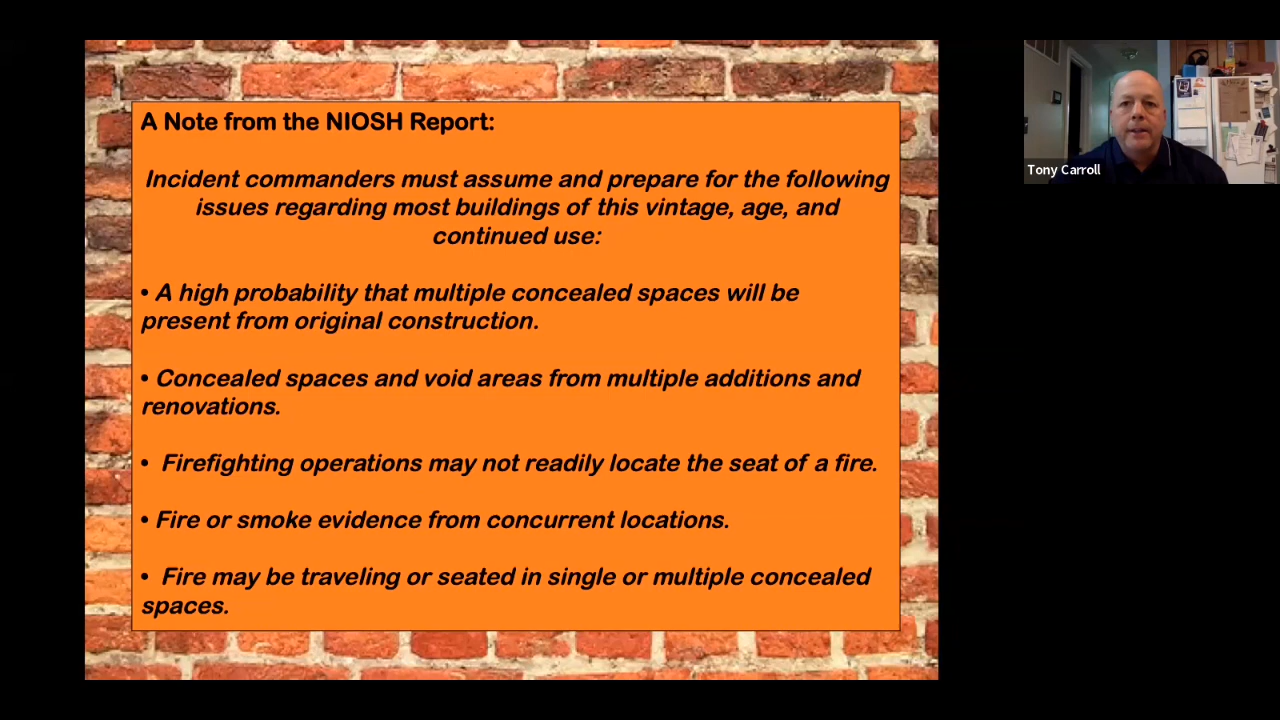 A Note from the NIOSH Report:
Incident commanders must assume and prepare for the following
issues regarding most buildings of this vintage, age, and
continued use:
• A high probability that multiple concealed spaces will be
present from original construction.
• Concealed spaces and void areas from multiple additions and
renovations.
• Firefighting operations may not readily locate the seat of a fire.
• Fire or smoke evidence from concurrent locations.
• Fire may be traveling or seated in single or multiple concealed
spaces.
Tony Carroll